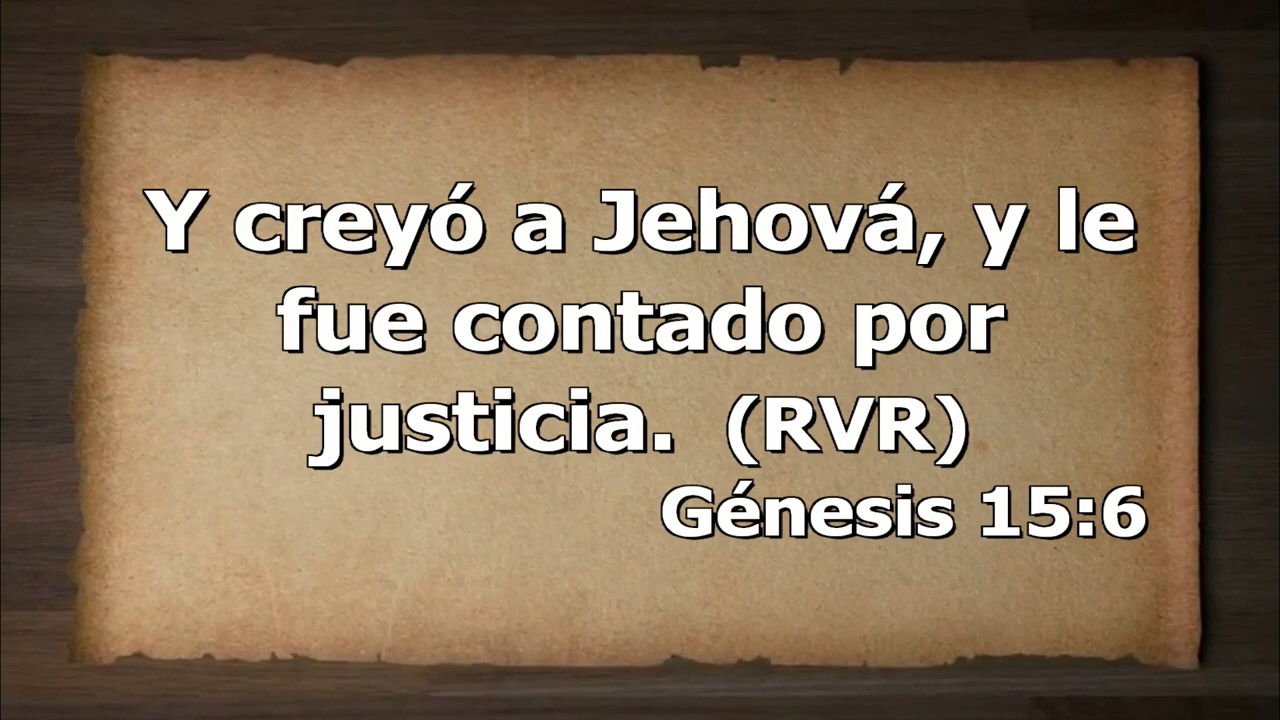 Y creyó a Jehová, y le
fue contado por
justicia.  (RVR)
Génesis 15:6